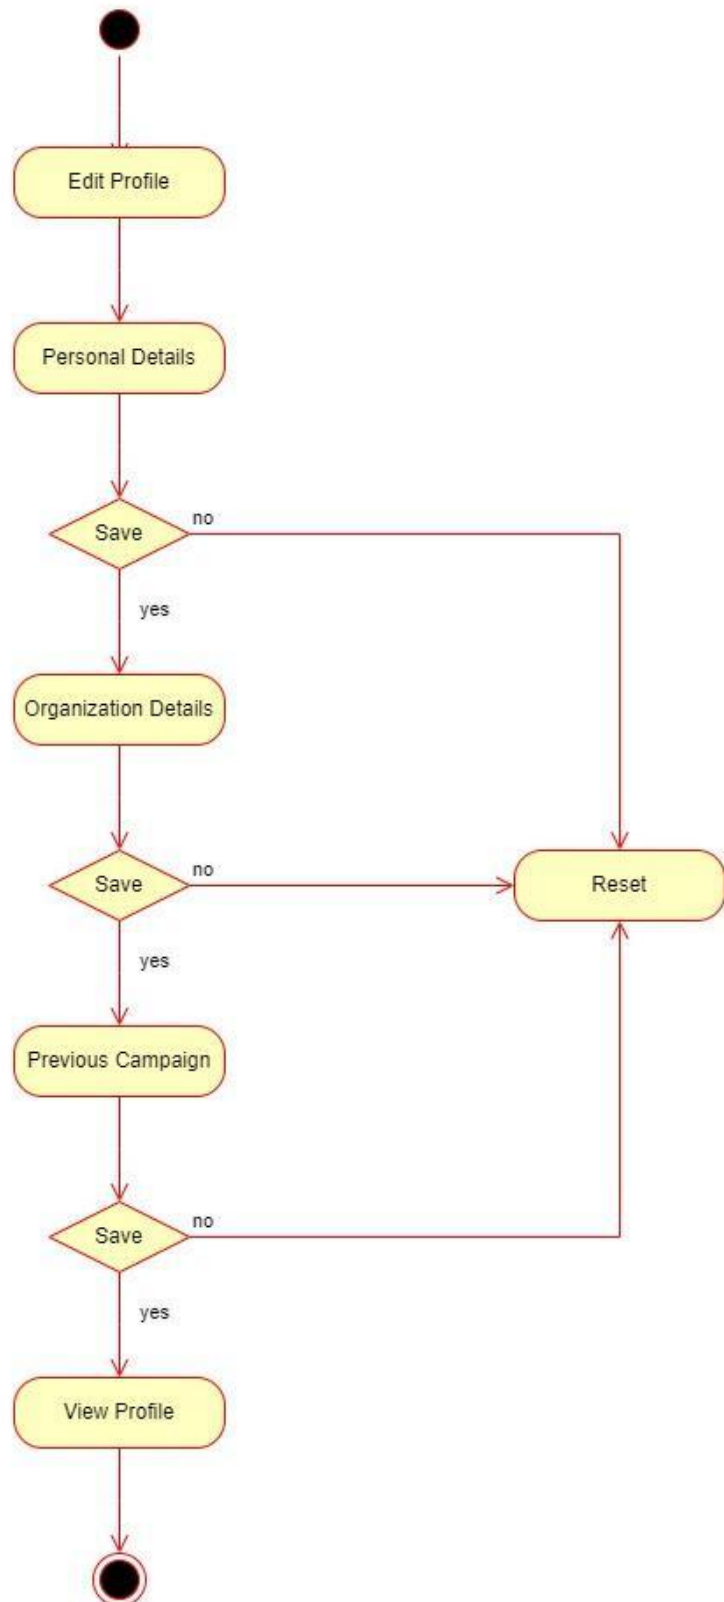 Edit Profile
Personal Details
Save
no
yes
Organization Details
Save
no
Reset
yes
Previous Campaign
Save
no
yes
View Profile